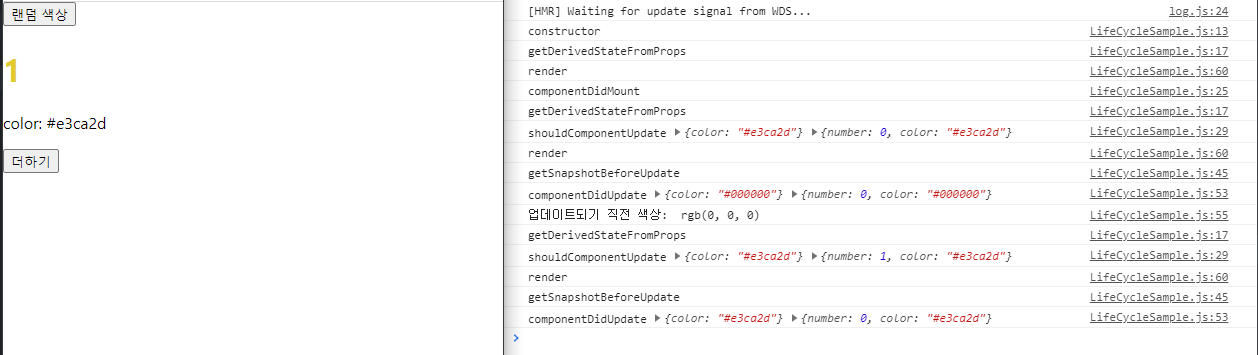 랜덤 색상
1
color: #e3ca2d
더하기
[HMR] Waiting for update signal from WDS... log.js:24
constructor LifeCycleSample.js:13
getDerivedStateFromProps LifeCycleSample.js:17
render LifeCycleSample.js:60
componentDidMount LifeCycleSample.js:25
getDerivedStateFromProps LifeCycleSample.js:17
shouldComponentUpdate ▶{color: "#e3ca2d"} ▶{number: 0, color: "#e3ca2d"} LifeCycleSample.js:29
render LifeCycleSample.js:60
getSnapshotBeforeUpdate LifeCycleSample.js:45
componentDidUpdate ▶{color: "#000000"} ▶{number: 0, color: "#000000"} LifeCycleSample.js:53
업데이트되기 직전 색상: rgb(0, 0, 0) LifeCycleSample.js:55
getDerivedStateFromProps LifeCycleSample.js:17
shouldComponentUpdate ▶{color: "#e3ca2d"} ▶{number: 1, color: "#e3ca2d"} LifeCycleSample.js:29
render LifeCycleSample.js:60
getSnapshotBeforeUpdate LifeCycleSample.js:45
componentDidUpdate ▶{color: "#e3ca2d"} ▶{number: 0, color: "#e3ca2d"} LifeCycleSample.js:53